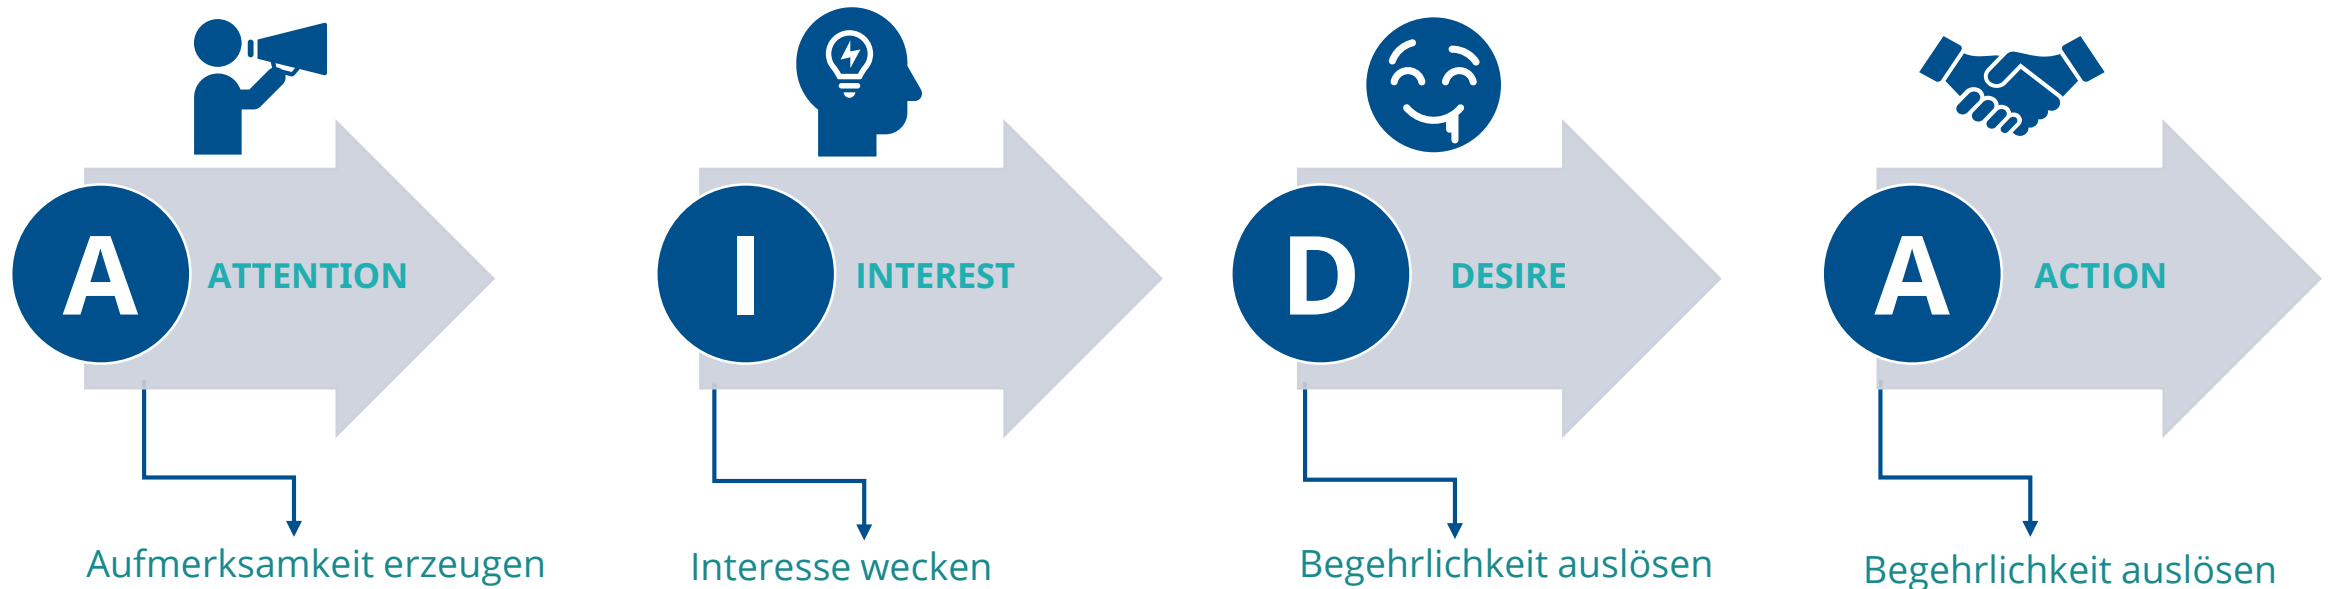 A ATTENTION
I INTEREST
D DESIRE
A ACTION
Aufmerksamkeit erzeugen
Interesse wecken
Begehrlichkeit auslösen
Begehrlichkeit auslösen